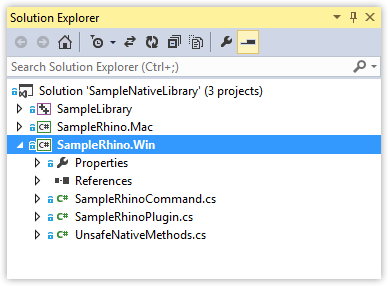 Solution Explorer
Search Solution Explorer (Ctrl+;)
Solution 'SampleNativeLibrary' (3 projects)
SampleLibrary
C# SampleRhino.Mac
C# SampleRhino.Win
Properties
References
C# SampleRhinoCommand.cs
C# SampleRhinoPlugin.cs
C# UnsafeNativeMethods.cs